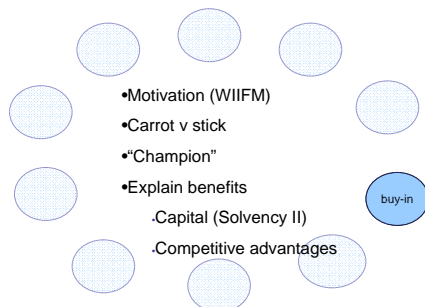 •Motivation (WIIFM)
•Carrot v stick
•“Champion”
•Explain benefits
•Capital (Solvency II)
•Competitive advantages
buy-in